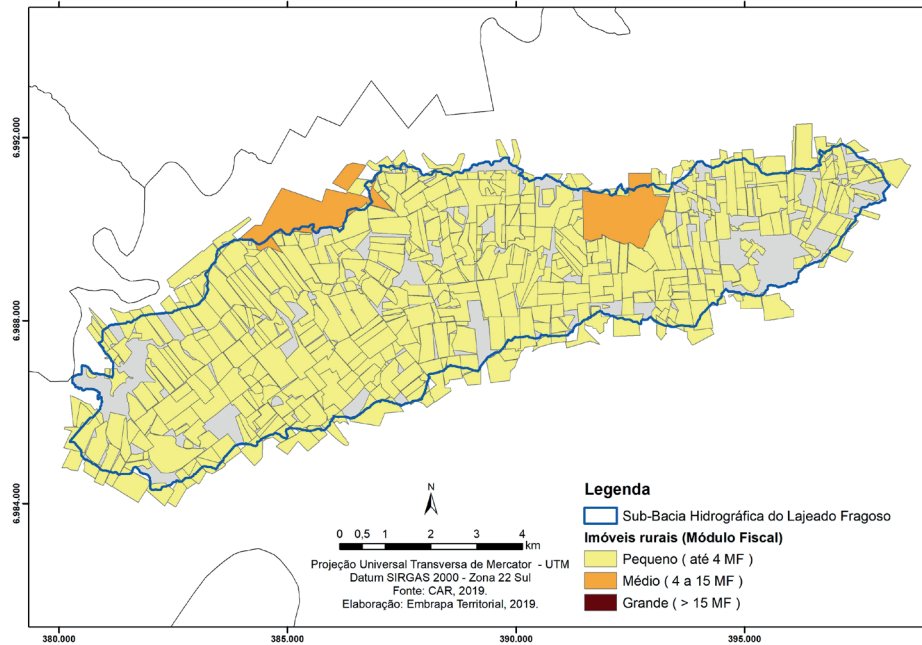 6.992.000
6.988.000
6.984.000
N
0 0,5 1 2 3 4
km
Projeção Universal Transversa de Mercator - UTM
Datum SIRGAS 2000 - Zona 22 Sul
Fonte: CAR, 2019.
Elaboração: Embrapa Territorial, 2019.
Legenda
Sub-Bacia Hidrográfica do Lajeado Fragoso
Imóveis rurais (Módulo Fiscal)
Pequeno ( até 4 MF )
Médio ( 4 a 15 MF )
Grande ( > 15 MF )
380.000 385.000 390.000 395.000